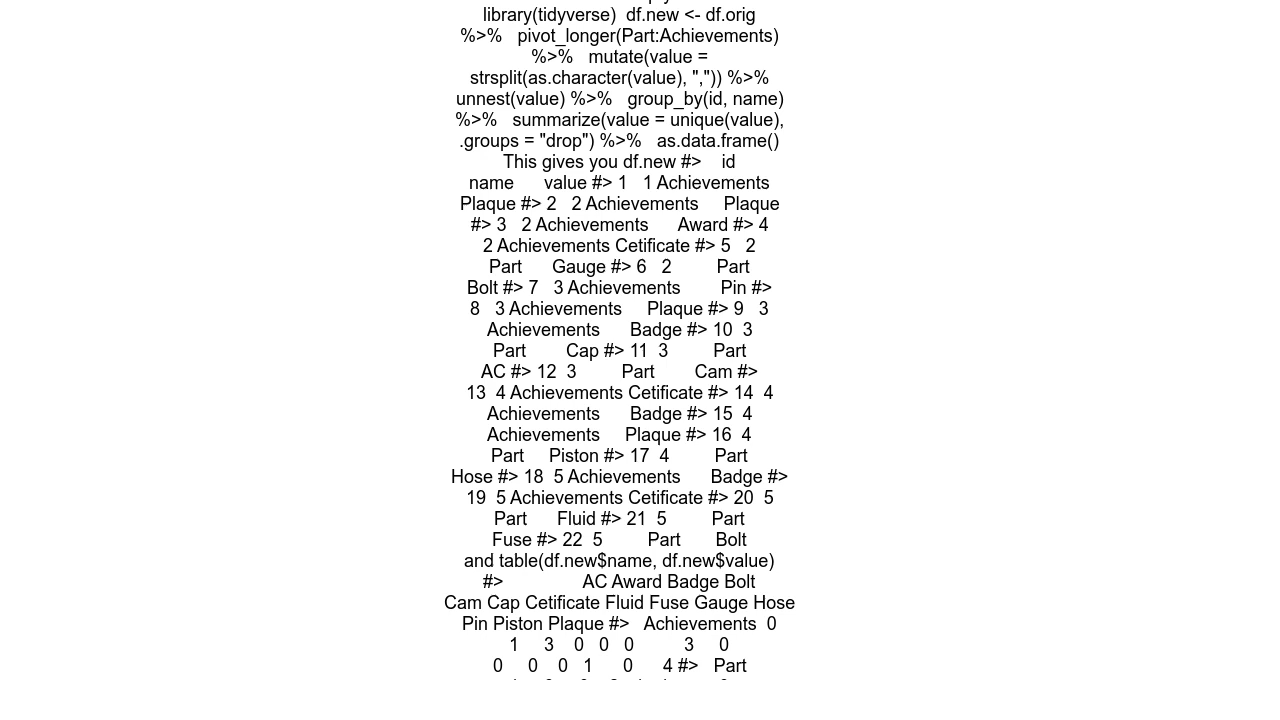 library(tidyverse)  df.new <- df.orig
%>%   pivot_longer(Part:Achievements)
%>%   mutate(value =
strsplit(as.character(value), ",")) %>%
unnest(value) %>%   group_by(id, name)
%>%   summarize(value = unique(value),
.groups = "drop") %>%   as.data.frame()
This gives you df.new #>    id
name      value #> 1   1 Achievements
Plaque #> 2   2 Achievements     Plaque
#> 3   2 Achievements      Award #> 4
2 Achievements Cetificate #> 5   2
Part      Gauge #> 6   2         Part
Bolt #> 7   3 Achievements        Pin #>
8   3 Achievements     Plaque #> 9   3
Achievements      Badge #> 10  3
Part        Cap #> 11  3         Part
AC #> 12  3         Part        Cam #>
13  4 Achievements Cetificate #> 14  4
Achievements      Badge #> 15  4
Achievements     Plaque #> 16  4
Part     Piston #> 17  4         Part
Hose #> 18  5 Achievements      Badge #>
19  5 Achievements Cetificate #> 20  5
Part      Fluid #> 21  5         Part
Fuse #> 22  5         Part       Bolt
and table(df.new$name, df.new$value)
#>                AC Award Badge Bolt
Cam Cap Cetificate Fluid Fuse Gauge Hose
Pin Piston Plaque #>   Achievements  0
1     3    0   0   0          3     0
0     0    0   1      0      4 #>   Part